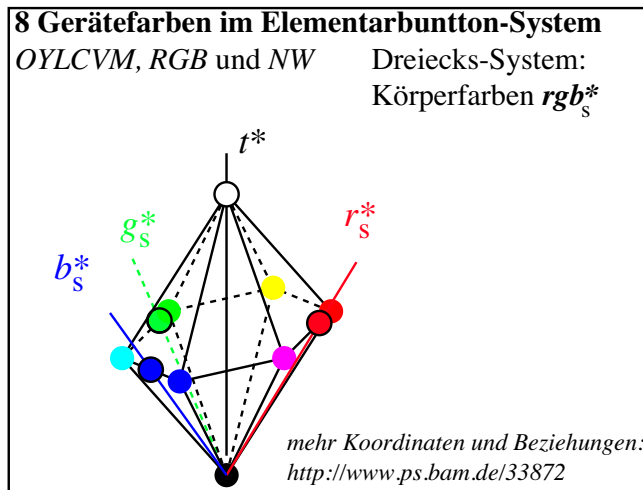 8 Gerätefarben im Elementarbuntton-System
OYLCVM, RGB und NW
Dreiecks-System:
Körperfarben rgb*s
t*
g*s
r*s
b*s
mehr Koordinaten und Beziehungen:
http://www.ps.bam.de/33872